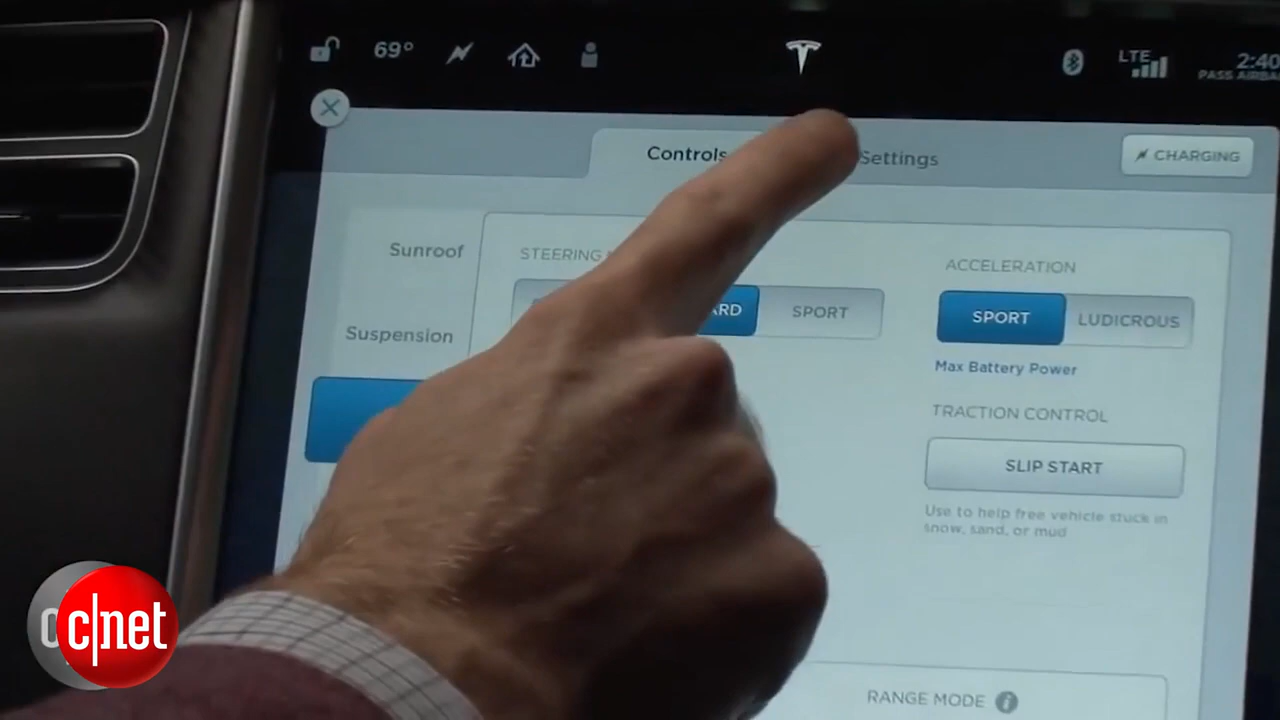 69°
LTE
2:40
PASS AIRBA
Controls
Settings
CHARGING
Sunroof
STEERING
ACCELERATION
ARD
SPORT
SPORT
LUDICROUS
Suspension
Max Battery Power
TRACTION CONTROL
SLIP START
Use to help free vehicle stuck in
snow, sand, or mud
c|net
RANGE MODE i